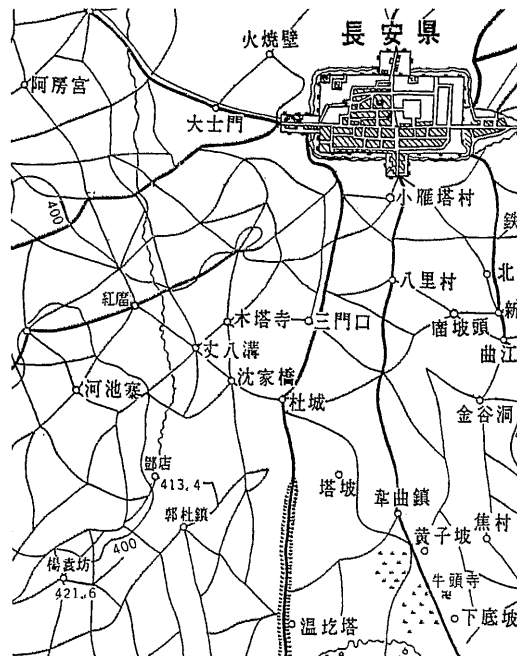 長安県
火焼壁
阿房宮
大士門
小雁塔村
400
鉄
八里村
北
紅廟
木塔寺
三門口
廟坡頭
新
曲江
丈八溝
沈家橋
河池寨
杜城
金谷洞
413.4
塔坡
韋曲鎮
郭杜鎮
黄子坡
焦村
400
421.6
牛頭寺
下底坡
温圪塔